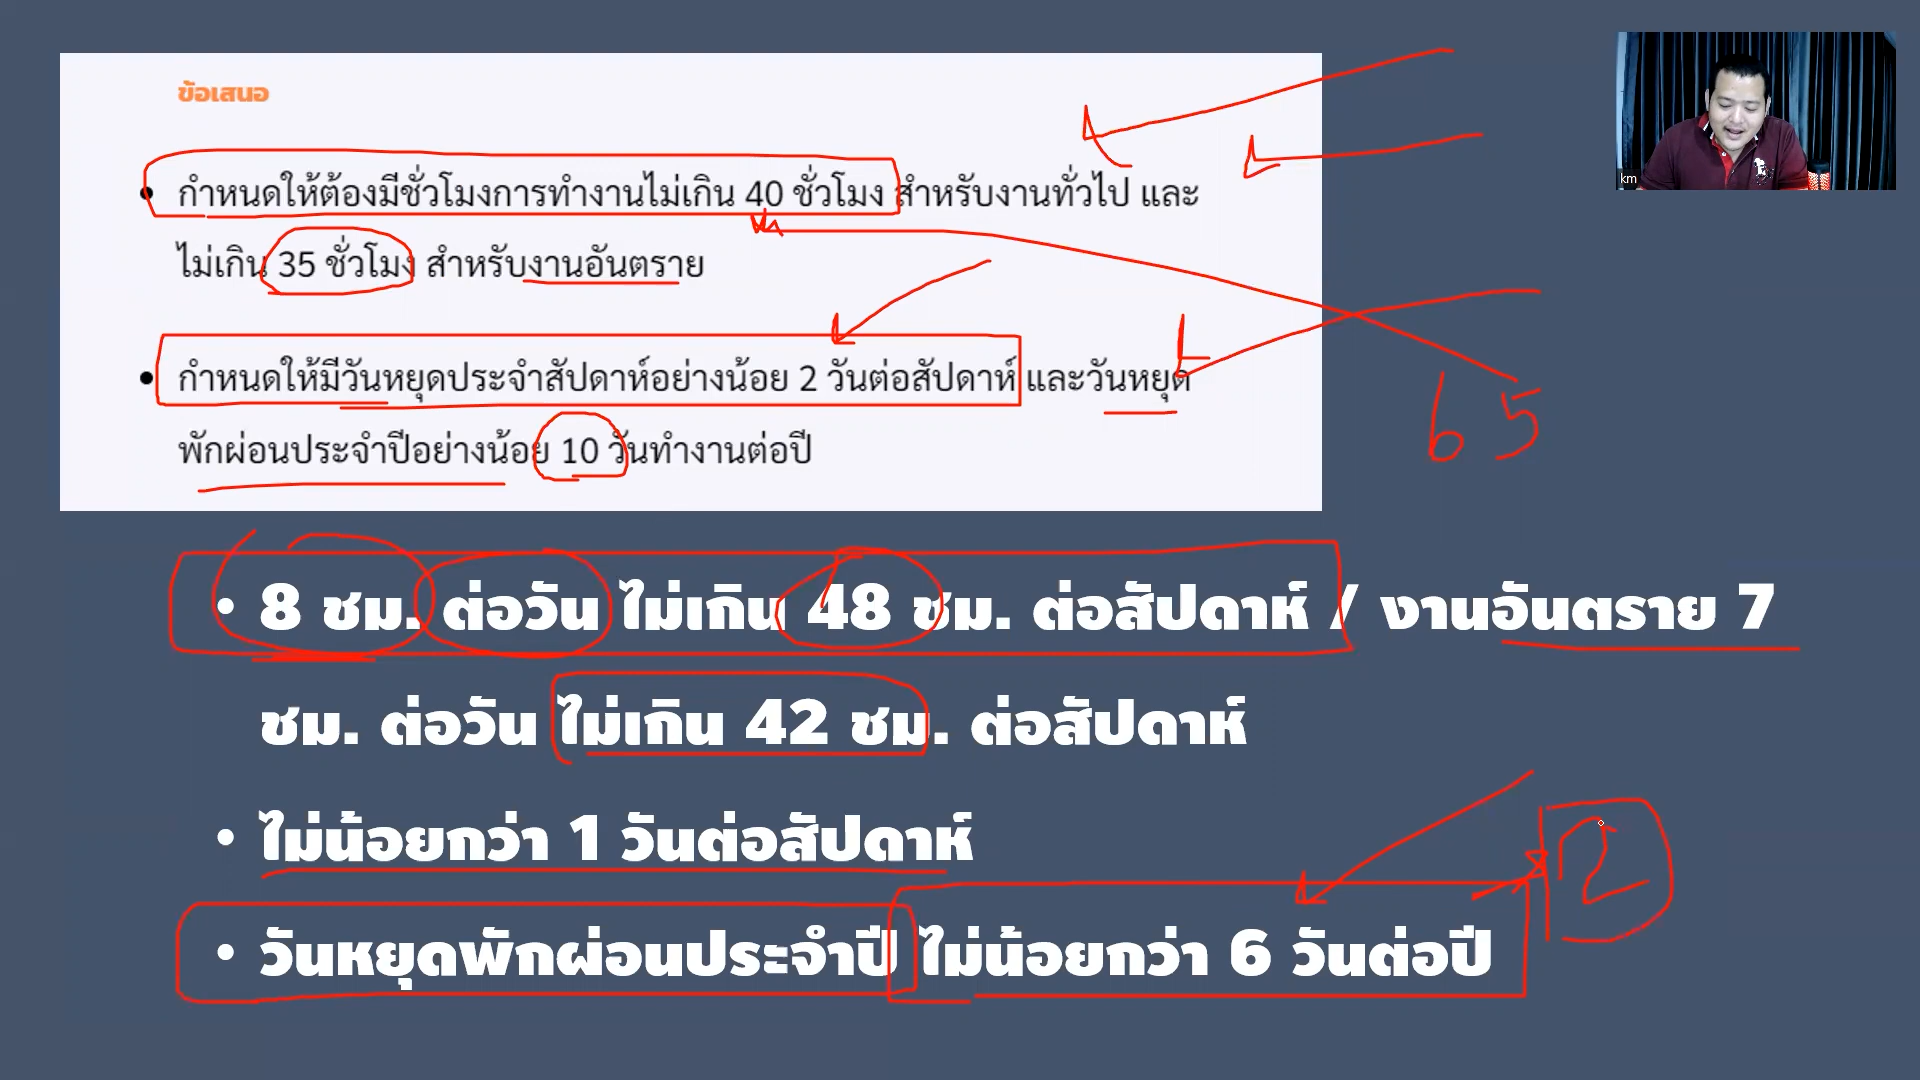 ข้อเสนอ
km
• กำหนดให้ต้องมีชั่วโมงการทำงานไม่เกิน 40 ชั่วโมง สำหรับงานทั่วไป และ
ไม่เกิน 35 ชั่วโมง สำหรับงานอันตราย
• กำหนดให้มีวันหยุดประจำสัปดาห์อย่างน้อย 2 วันต่อสัปดาห์ และวันหยุด
พักผ่อนประจำปีอย่างน้อย 10 วันทำงานต่อปี
65
• 8 ชม. ต่อวัน ไม่เกิน 48 ชม. ต่อสัปดาห์ / งานอันตราย 7
ชม. ต่อวัน ไม่เกิน 42 ชม. ต่อสัปดาห์
• ไม่น้อยกว่า 1 วันต่อสัปดาห์
2
• วันหยุดพักผ่อนประจำปี ไม่น้อยกว่า 6 วันต่อปี